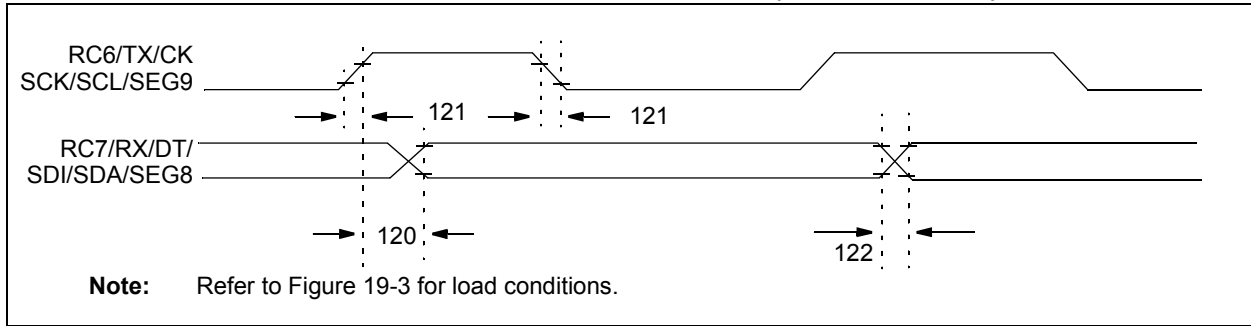 RC6/TX/CK
SCK/SCL/SEG9
121
121
RC7/RX/DT/
SDI/SDA/SEG8
120
122
Note: Refer to Figure 19-3 for load conditions.